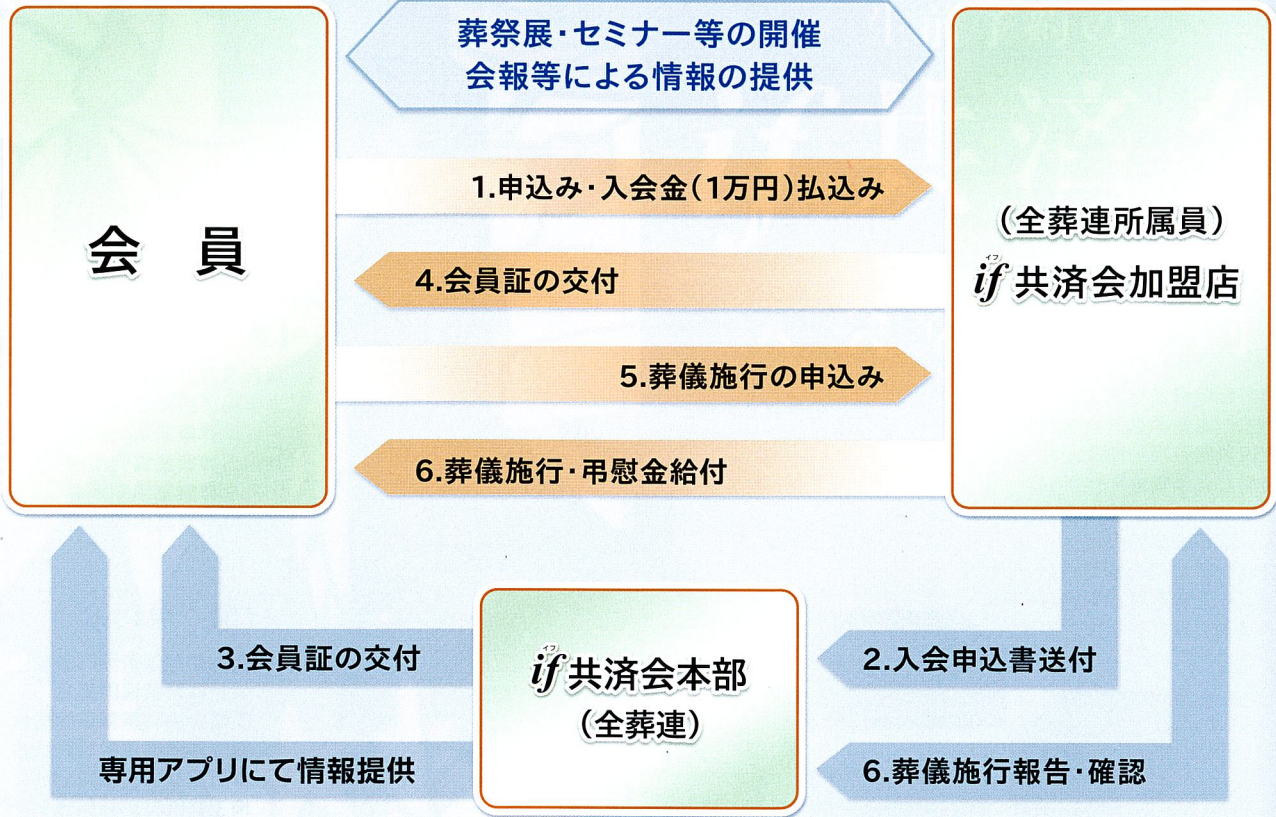 葬祭展・セミナー等の開催
会報等による情報の提供
会 員
1.申込み・入会金(1万円)払込み
4.会員証の交付
5.葬儀施行の申込み
6.葬儀施行・弔慰金給付
(全葬連所属員)
イフ
if 共済会加盟店
3.会員証の交付
専用アプリにて情報提供
イフ
if 共済会本部
(全葬連)
2.入会申込書送付
6.葬儀施行報告・確認